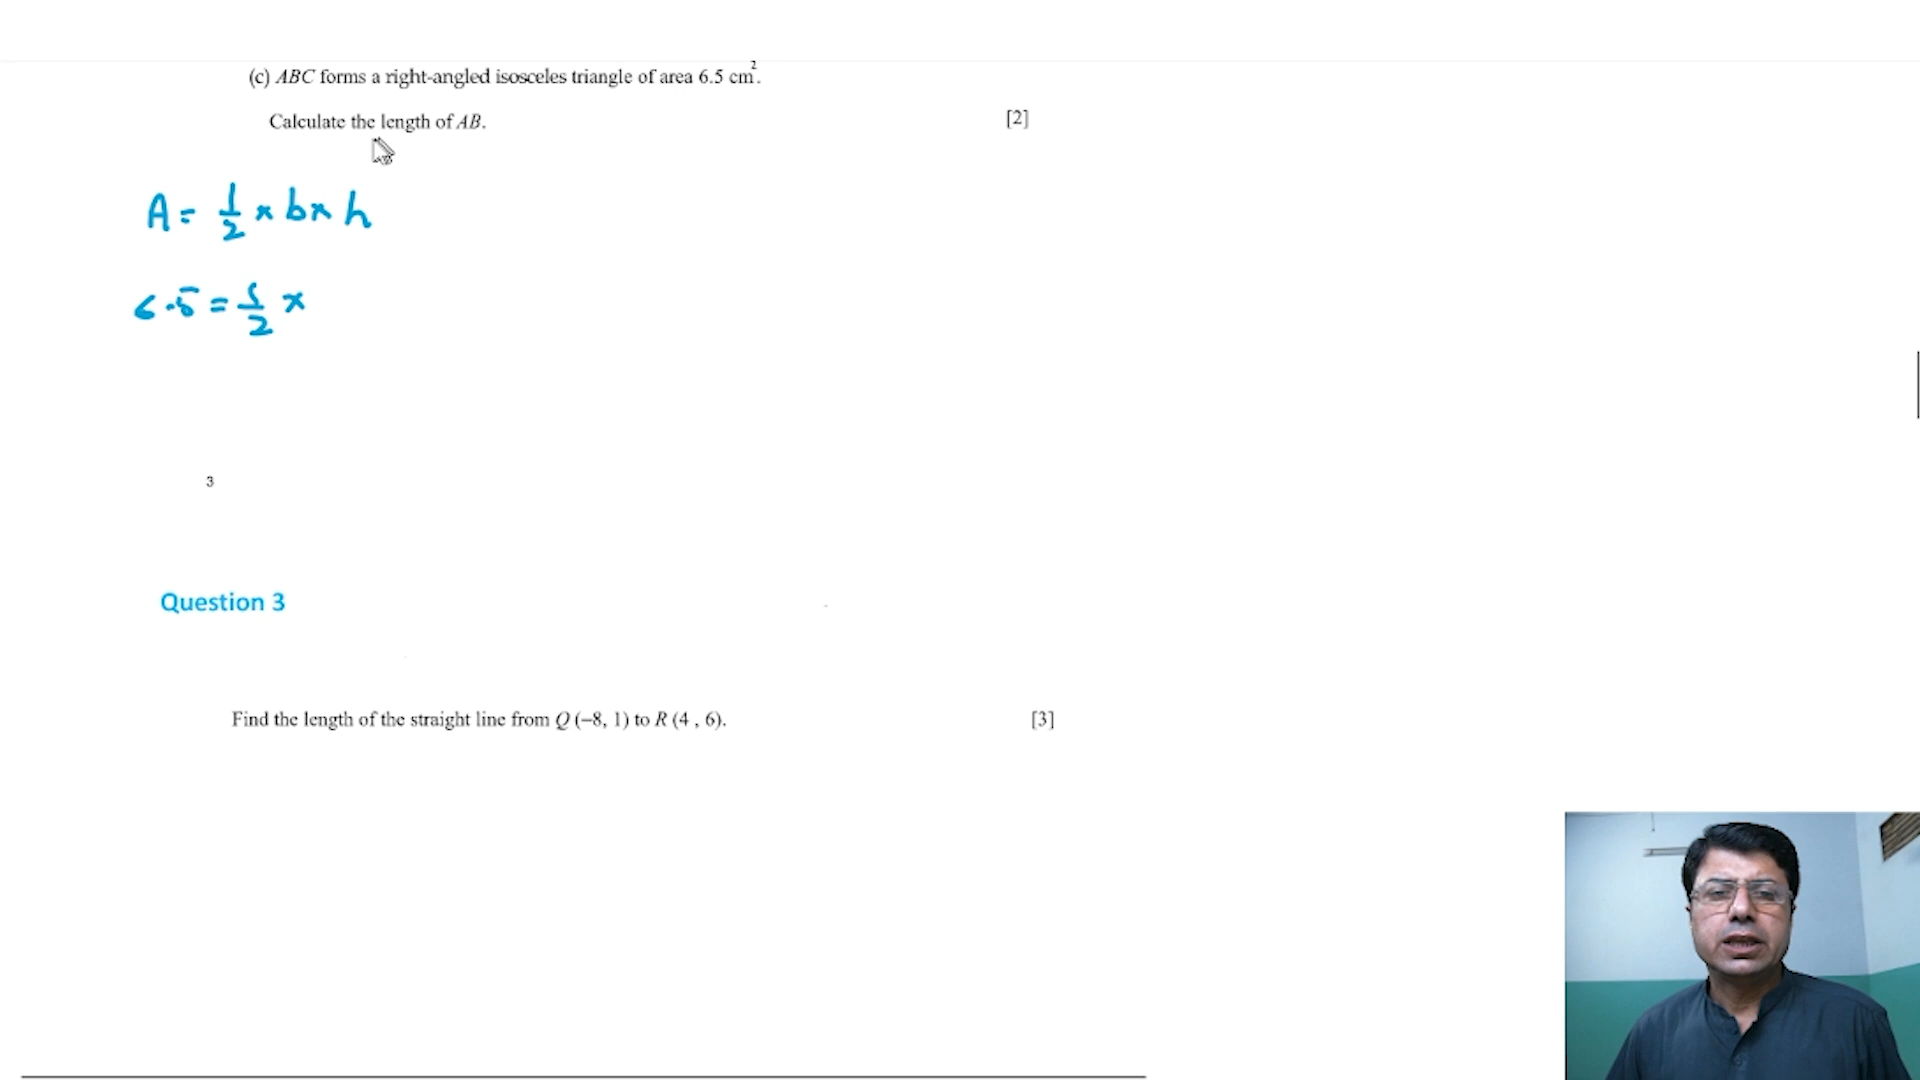 (c) ABC forms a right-angled isosceles triangle of area 6.5 cm².
Calculate the length of AB. [2]
A = 1/2 × b × h
6.5 = 1/2 ×
3
Question 3
Find the length of the straight line from Q (−8, 1) to R (4 , 6). [3]